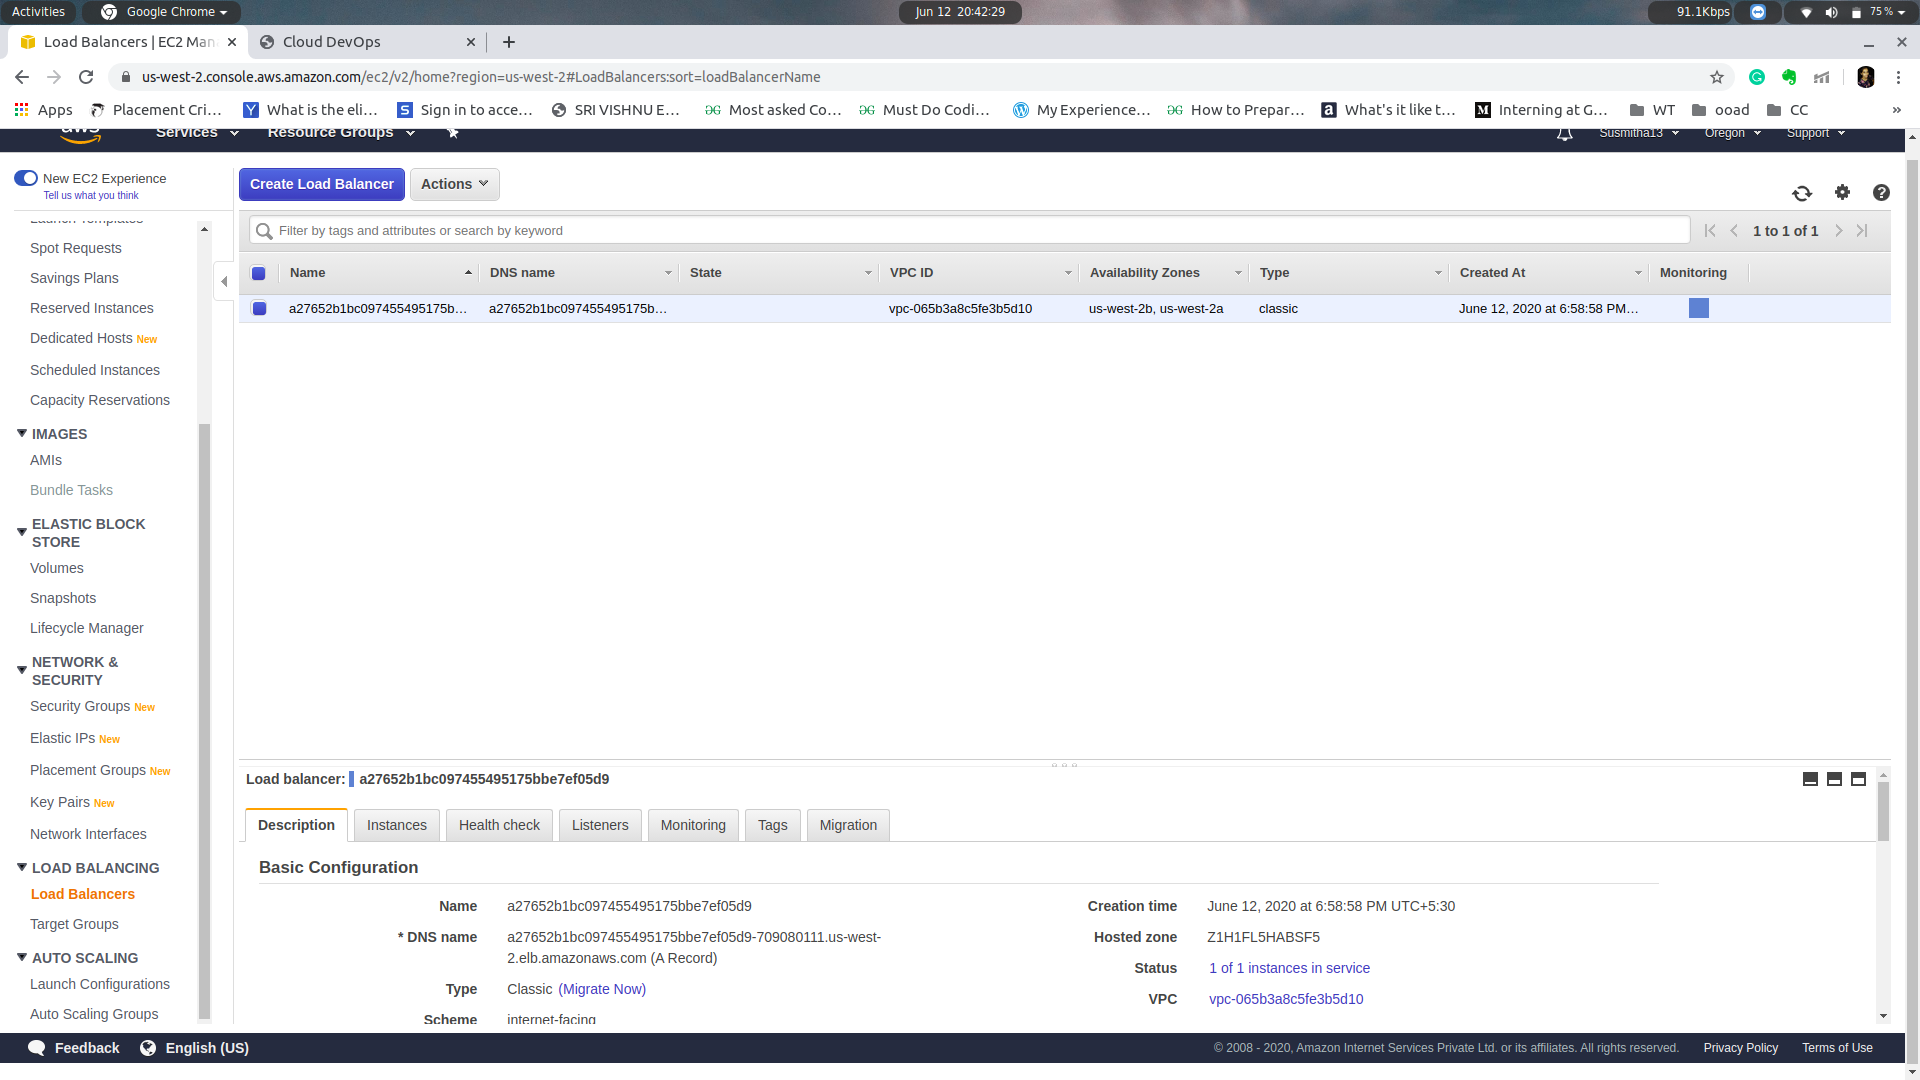 Activities
Google Chrome
Jun 12 20:42:29
91.1Kbps
75 %
Load Balancers | EC2 Man
Cloud DevOps
us-west-2.console.aws.amazon.com/ec2/v2/home?region=us-west-2#LoadBalancers:sort=loadBalancerName
Apps
Placement Cri...
What is the eli...
Sign in to acce...
SRI VISHNU E...
Most asked Co...
Must Do Codi...
My Experience...
How to Prepar...
What's it like t...
Interning at G...
WT
ooad
CC
»
aws
Services
Resource Groups
Susmitha13
Oregon
Support
New EC2 Experience
Tell us what you think
Launch Templates
Spot Requests
Savings Plans
Reserved Instances
Dedicated Hosts New
Scheduled Instances
Capacity Reservations
IMAGES
AMIs
Bundle Tasks
ELASTIC BLOCK
STORE
Volumes
Snapshots
Lifecycle Manager
NETWORK &
SECURITY
Security Groups New
Elastic IPs New
Placement Groups New
Key Pairs New
Network Interfaces
LOAD BALANCING
Load Balancers
Target Groups
AUTO SCALING
Launch Configurations
Auto Scaling Groups
Create Load Balancer
Actions
Filter by tags and attributes or search by keyword
1 to 1 of 1
Name
DNS name
State
VPC ID
Availability Zones
Type
Created At
Monitoring
a27652b1bc097455495175b...
a27652b1bc097455495175b...
vpc-065b3a8c5fe3b5d10
us-west-2b, us-west-2a
classic
June 12, 2020 at 6:58:58 PM...
Load balancer: a27652b1bc097455495175bbe7ef05d9
Description
Instances
Health check
Listeners
Monitoring
Tags
Migration
Basic Configuration
Name
a27652b1bc097455495175bbe7ef05d9
* DNS name
a27652b1bc097455495175bbe7ef05d9-709080111.us-west-
2.elb.amazonaws.com (A Record)
Type
Classic (Migrate Now)
Scheme
internet-facing
Creation time
June 12, 2020 at 6:58:58 PM UTC+5:30
Hosted zone
Z1H1FL5HABSF5
Status
1 of 1 instances in service
VPC
vpc-065b3a8c5fe3b5d10
Feedback
English (US)
© 2008 - 2020, Amazon Internet Services Private Ltd. or its affiliates. All rights reserved.
Privacy Policy
Terms of Use